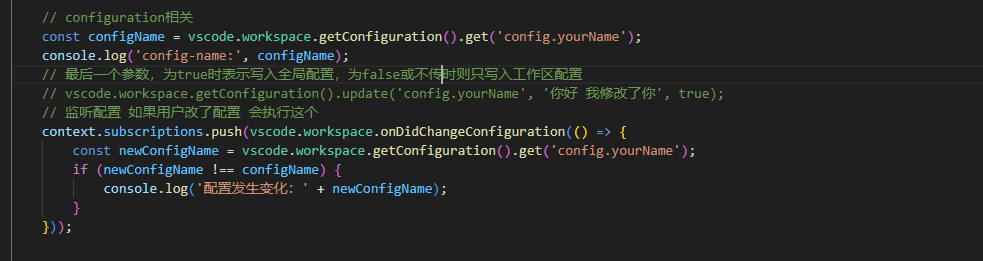 // configuration相关
const configName = vscode.workspace.getConfiguration().get('config.yourName');
console.log('config-name:', configName);
// 最后一个参数，为true时表示写入全局配置，为false或不传时则只写入工作区配置
// vscode.workspace.getConfiguration().update('config.yourName', '你好 我修改了你', true);
// 监听配置 如果用户改了配置 会执行这个
context.subscriptions.push(vscode.workspace.onDidChangeConfiguration(() => {
    const newConfigName = vscode.workspace.getConfiguration().get('config.yourName');
    if (newConfigName !== configName) {
        console.log('配置发生变化：' + newConfigName);
    }
}));